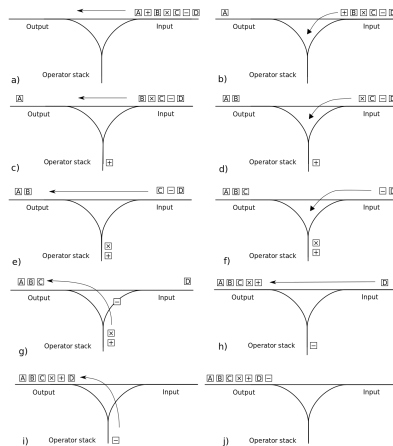 A + B × C − D
Output Input
Operator stack
a)
A + B × C − D
Output Input
Operator stack
b)
A B × C − D
Output Input
Operator stack +
c)
A B × C − D
Output Input
Operator stack +
d)
A B C − D
Output Input
×
Operator stack +
e)
A B C − D
Output Input
×
Operator stack +
f)
A B C D
−
Output Input
×
Operator stack +
g)
A B C × + D
Output Input
Operator stack −
h)
A B C × + D
Output Input
Operator stack −
i)
A B C × + D −
Output Input
Operator stack
j)